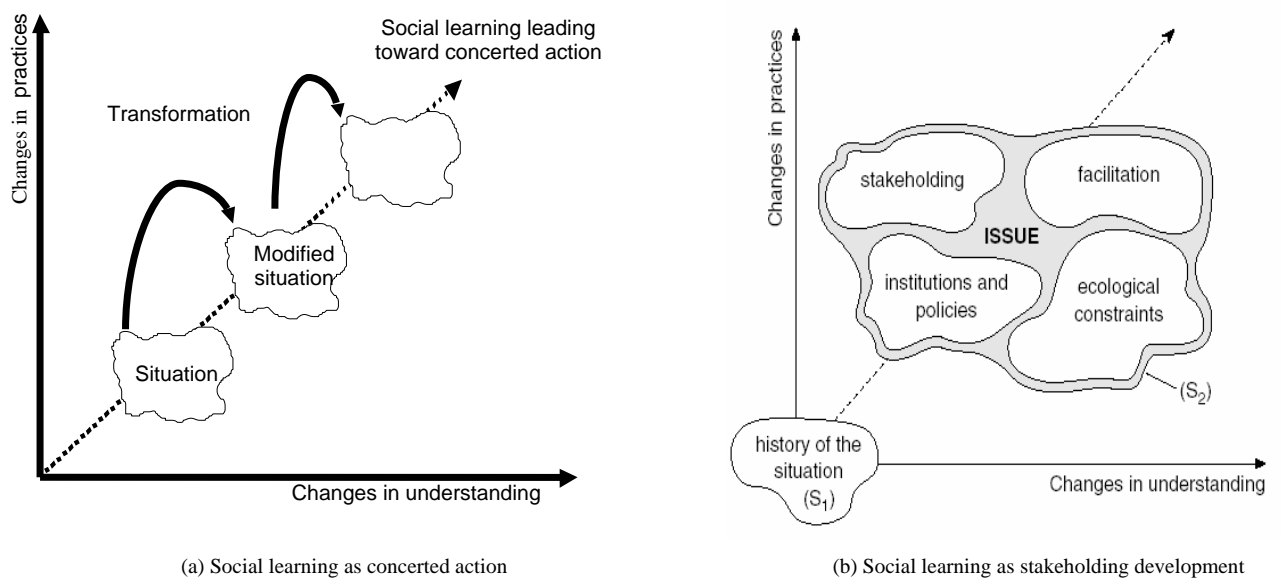 Changes in practices
Social learning leading
toward concerted action
Transformation
Modified
situation
Situation
Changes in understanding
(a) Social learning as concerted action
Changes in practices
stakeholding
facilitation
ISSUE
institutions and
policies
ecological
constraints
(S2)
history of the
situation
(S1)
Changes in understanding
(b) Social learning as stakeholding development